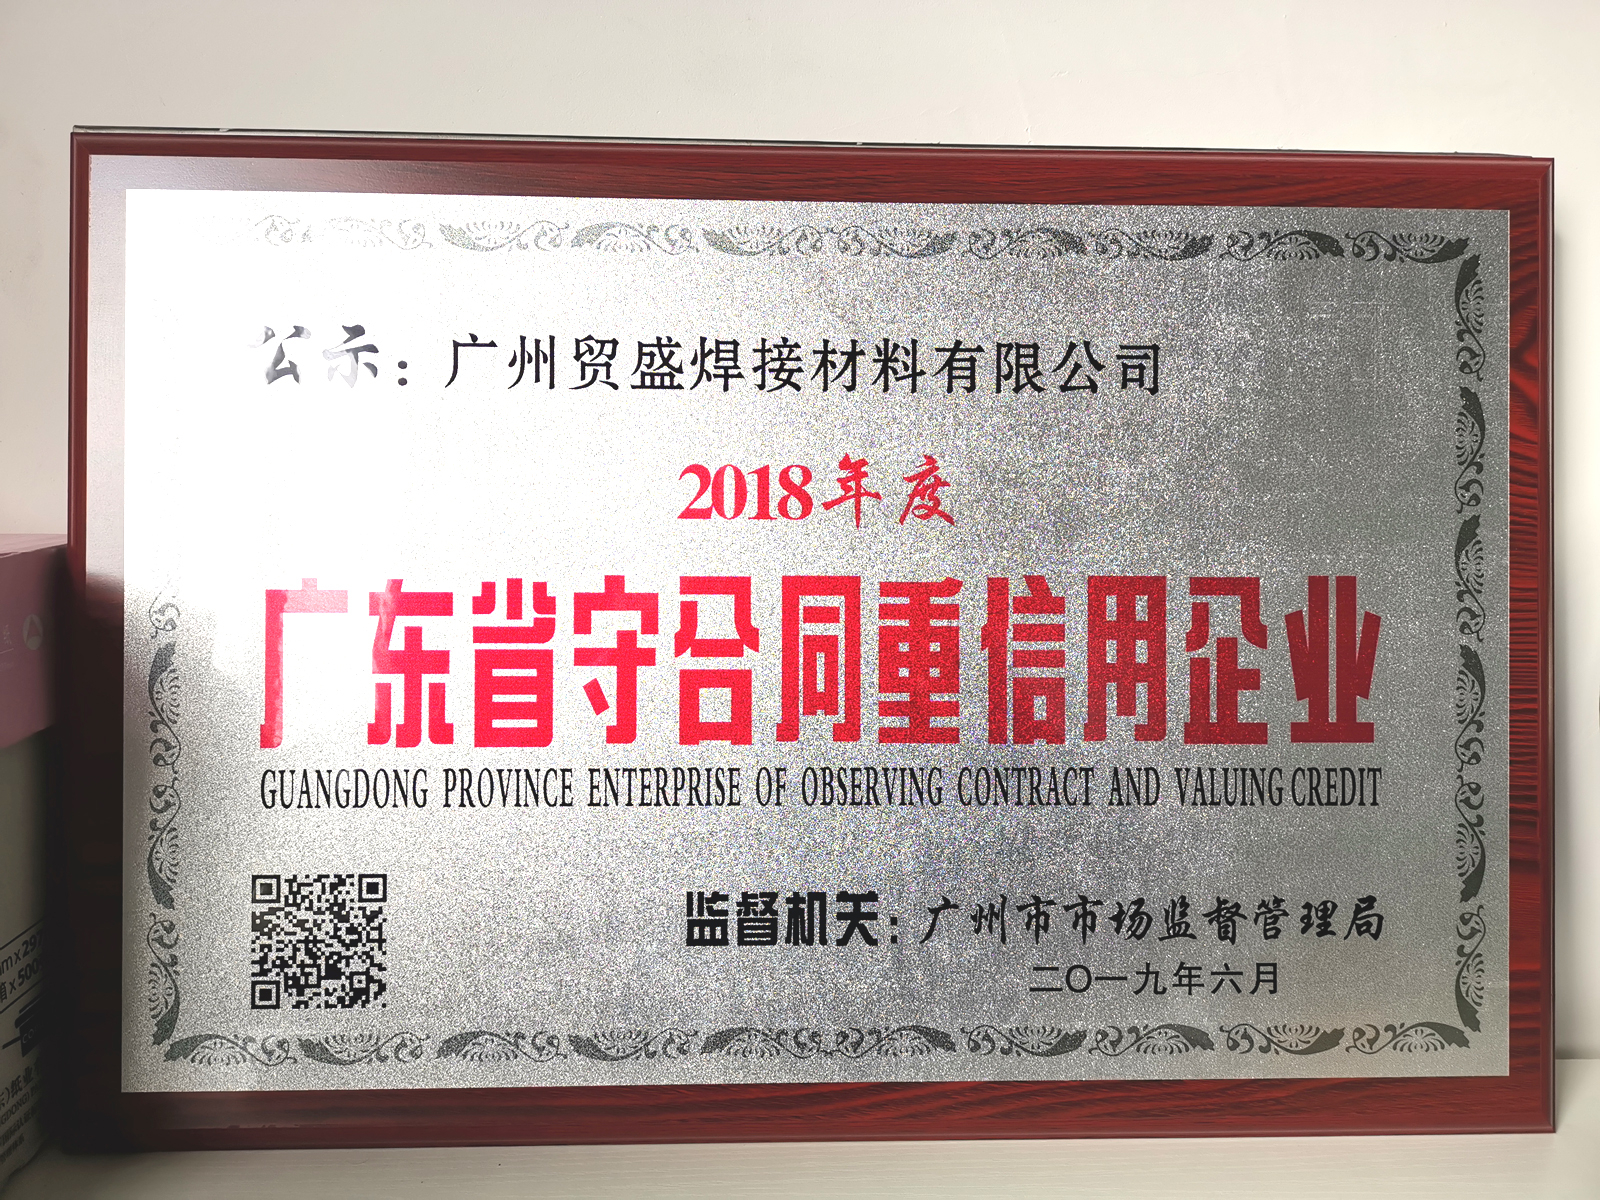 公示：广州贸盛焊接材料有限公司
2018年度
广东省守合同重信用企业
GUANGDONG PROVINCE ENTERPRISE OF OBSERVING CONTRACT AND VALUING CREDIT
监督机关：广州市市场监督管理局
二〇一九年六月